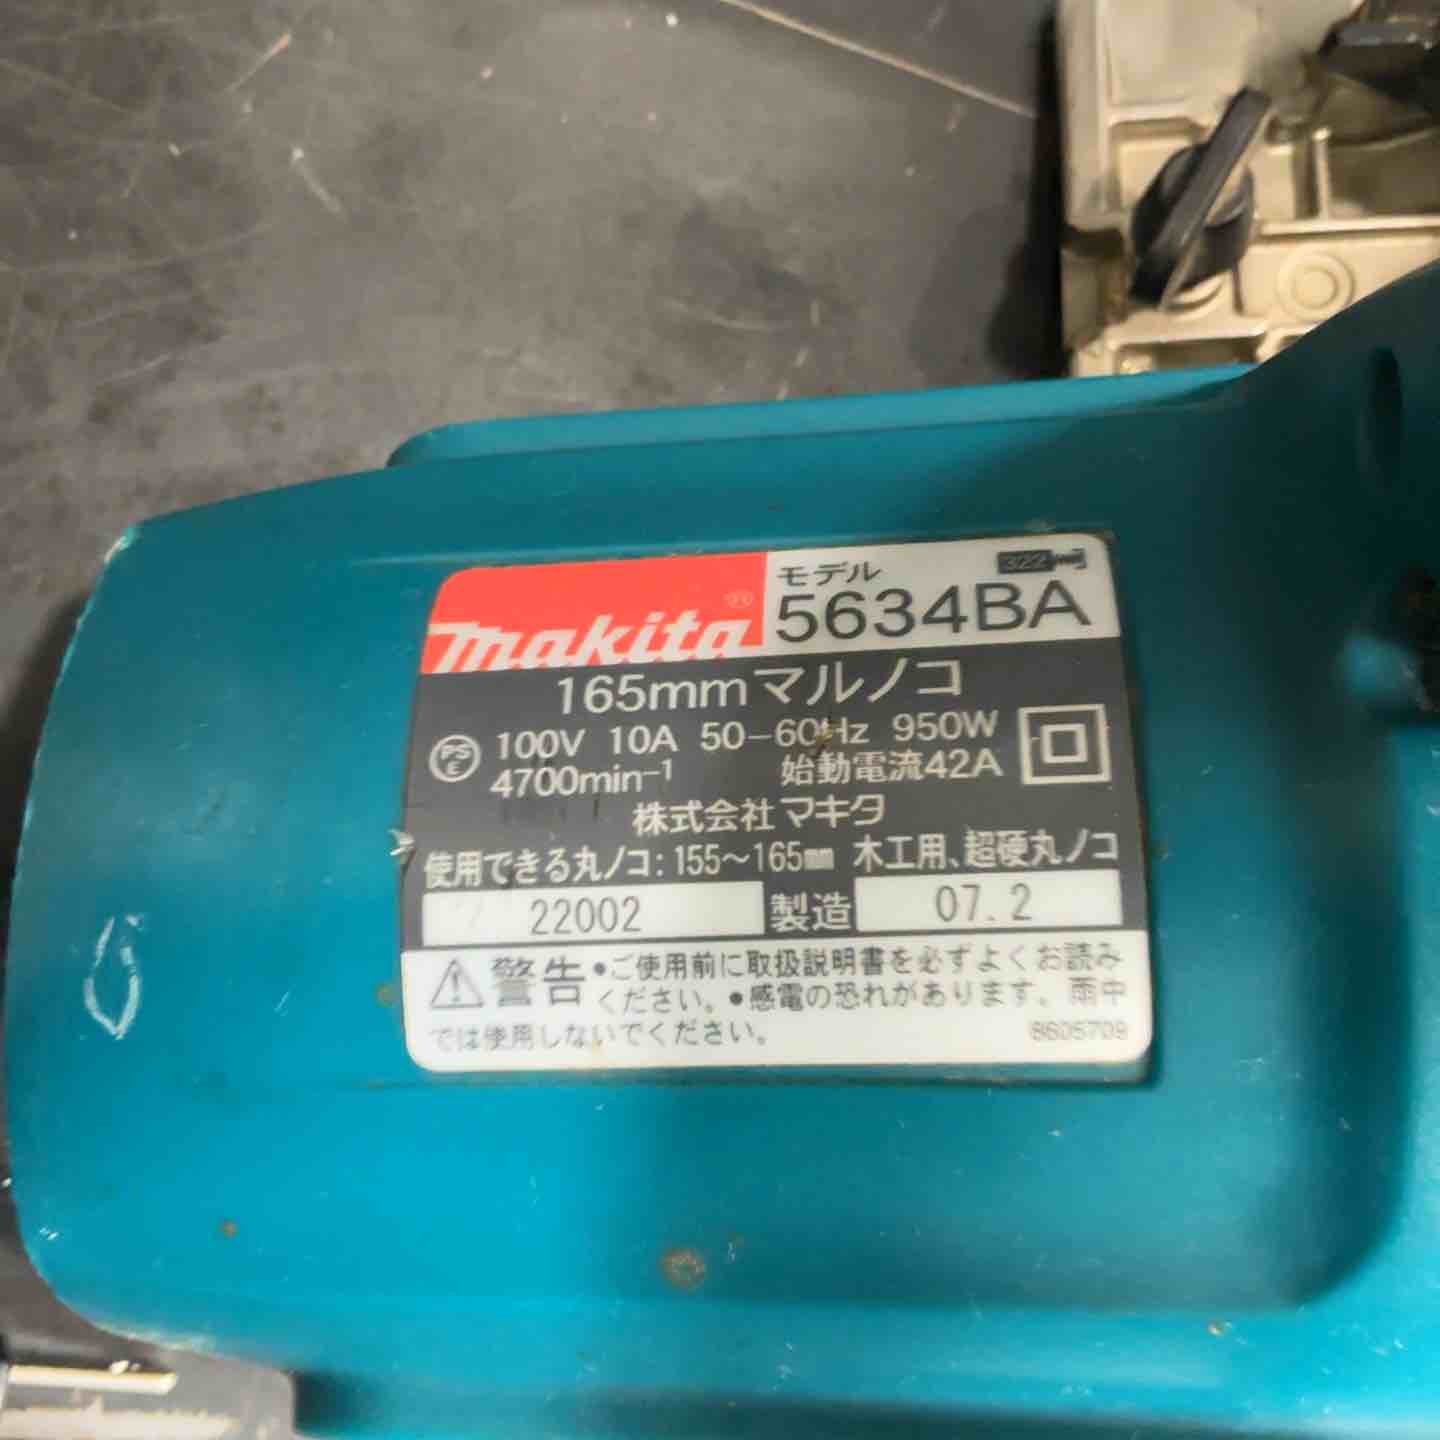 makita®
モデル 322
5634BA
165mmマルノコ
PSE 100V 10A 50-60Hz 950W
4700min-1 始動電流42A
株式会社マキタ
使用できる丸ノコ:155~165mm 木工用、超硬丸ノコ
22002 製造 07.2
警告 •ご使用前に取扱説明書を必ずよくお読み
ください。•感電の恐れがあります、雨中
では使用しないでください。 8605709